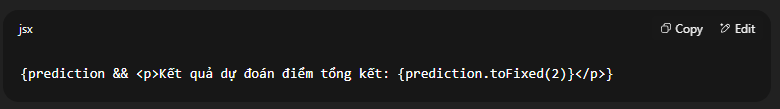 jsx
Copy
Edit
{prediction && <p>Kết quả dự đoán điểm tổng kết: {prediction.toFixed(2)}</p>}